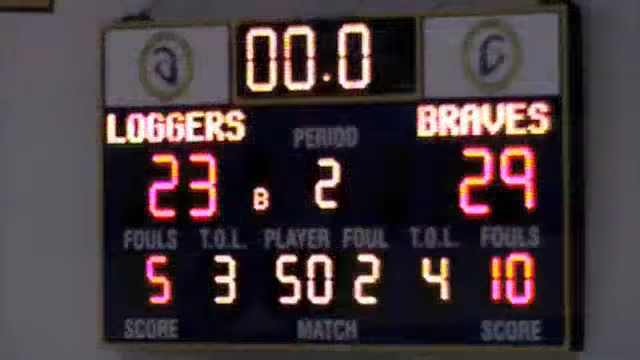 00.0
LOGGERS BRAVES
PERIOD
23 B 2 29
FOULS T.O.L. PLAYER FOUL T.O.L. FOULS
5 3 50 2 4 10
SCORE MATCH SCORE